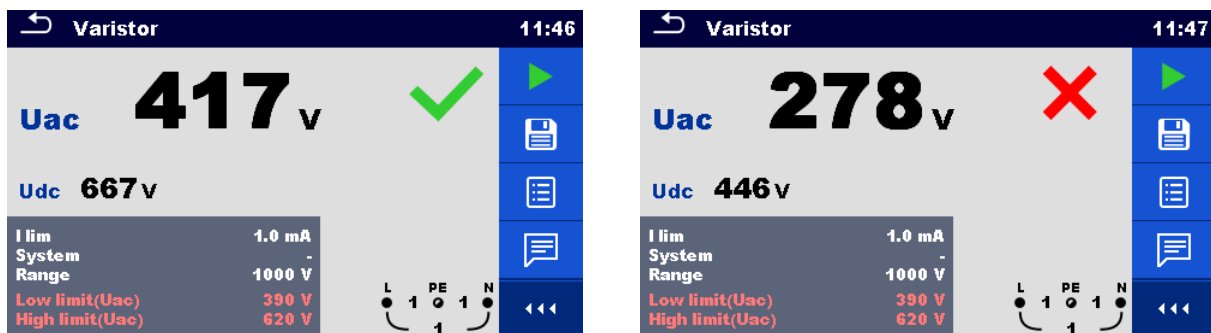 Varistor 11:46
Uac 417 V
Udc 667 V
I lim 1.0 mA
System -
Range 1000 V
Low limit(Uac) 390 V
High limit(Uac) 620 V
L PE N
1 1
1
Varistor 11:47
Uac 278 V
Udc 446 V
I lim 1.0 mA
System -
Range 1000 V
Low limit(Uac) 390 V
High limit(Uac) 620 V
L PE N
1 1
1